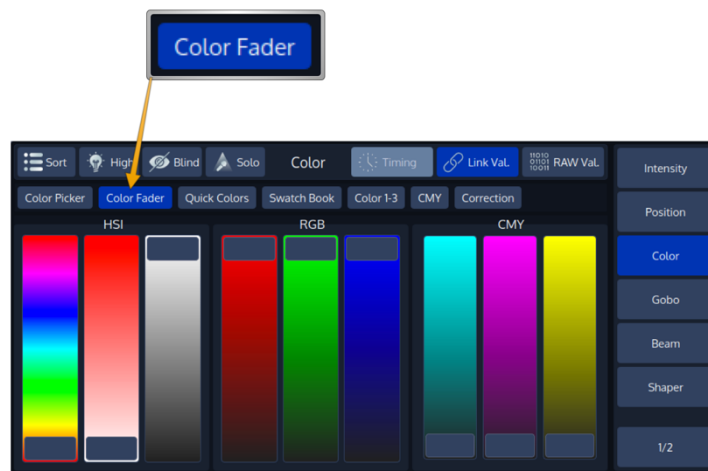 Color Fader
Sort High Blind Solo Color Timing Link Val. RAW Val.
Color Picker Color Fader Quick Colors Swatch Book Color 1-3 CMY Correction
HSI RGB CMY
Intensity
Position
Color
Gobo
Beam
Shaper
1/2